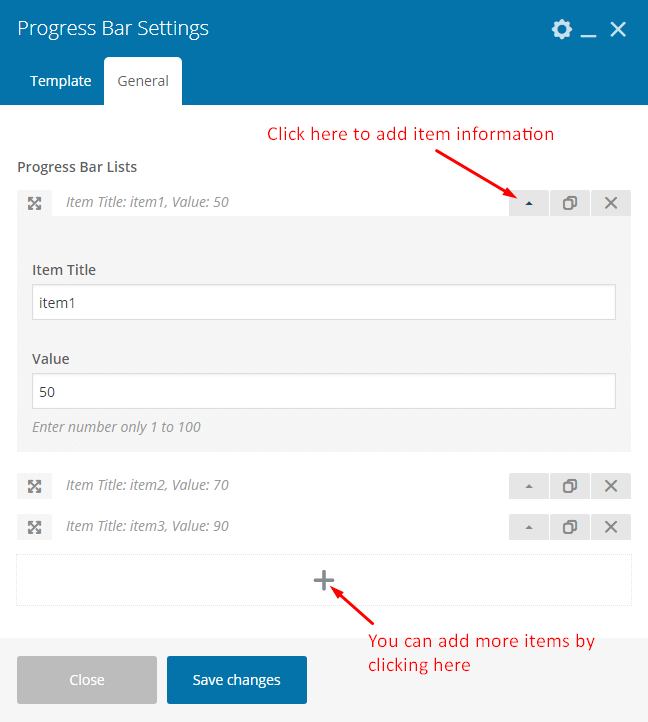 Progress Bar Settings
Template
General
Click here to add item information
Progress Bar Lists
Item Title: item1, Value: 50
Item Title
item1
Value
50
Enter number only 1 to 100
Item Title: item2, Value: 70
Item Title: item3, Value: 90
You can add more items by
clicking here
Close
Save changes